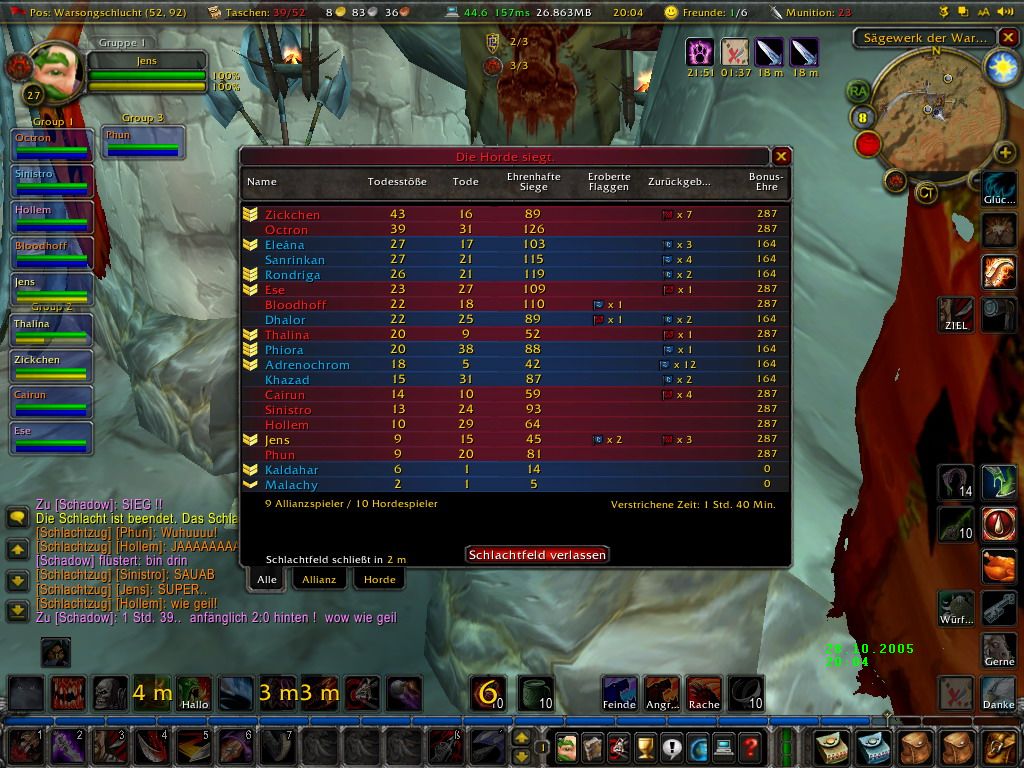 Pos: Warsongschlucht (52, 92) Taschen: 39/52 8 83 36 44.6 157ms 26.863MB 20:04 Freunde: 1/6 Munition: 23
Gruppe 1
Jens
100%
100%
27
2/3
3/3
21:51 01:37 18 m 18 m
Sägewerk der War...
N
RA
8
CT
Group 1
Octron
Sinistro
Hollem
Bloodhoff
Jens
Group 3
Phun
Group 2
Thalina
Zickchen
Cairun
Ese
Die Horde siegt.
Name Todesstöße Tode Ehrenhafte Siege Eroberte Flaggen Zurückgeb... Bonus-Ehre
Zickchen 43 16 89 x 7 287
Octron 39 31 126 287
Eleána 27 17 103 x 3 164
Sanrinkan 27 21 115 x 4 164
Rondriga 26 21 119 x 2 164
Ese 23 27 109 x 1 287
Bloodhoff 22 18 110 x 1 287
Dhalor 22 25 89 x 1 x 2 164
Thalina 20 9 52 x 1 287
Phiora 20 38 88 x 1 164
Adrenochrom 18 5 42 x 12 164
Khazad 15 31 87 x 2 164
Cairun 14 10 59 x 4 287
Sinistro 13 24 93 287
Hollem 10 29 64 287
Jens 9 15 45 x 2 x 3 287
Phun 9 20 81 287
Kaldahar 6 1 14 0
Malachy 2 1 5 0
9 Allianzspieler / 10 Hordespieler
Verstrichene Zeit: 1 Std. 40 Min.
Schlachtfeld schließt in 2 m
Schlachtfeld verlassen
Alle
Allianz
Horde
Zu [Schadow]: SIEG !!
Die Schlacht ist beendet. Das Schla
[Schlachtzug] [Phun]: Wuhuuuu!
[Schlachtzug] [Hollem]: JAAAAAAAA
[Schadow] flüstert: bin drin
[Schlachtzug] [Sinistro]: SAUAB
[Schlachtzug] [Jens]: SUPER..
[Schlachtzug] [Hollem]: wie geil!
Zu [Schadow]: 1 Std. 39.. anfänglich 2:0 hinten ! wow wie geil
Glüc...
ZIEL
14
10
Würf...
Gerne
Danke
.10.2005
4 m
Hallo
3 m
3 m
6
10
10
Feinde
Angr...
Rache
10
1 2 3 4 5 6 7
1